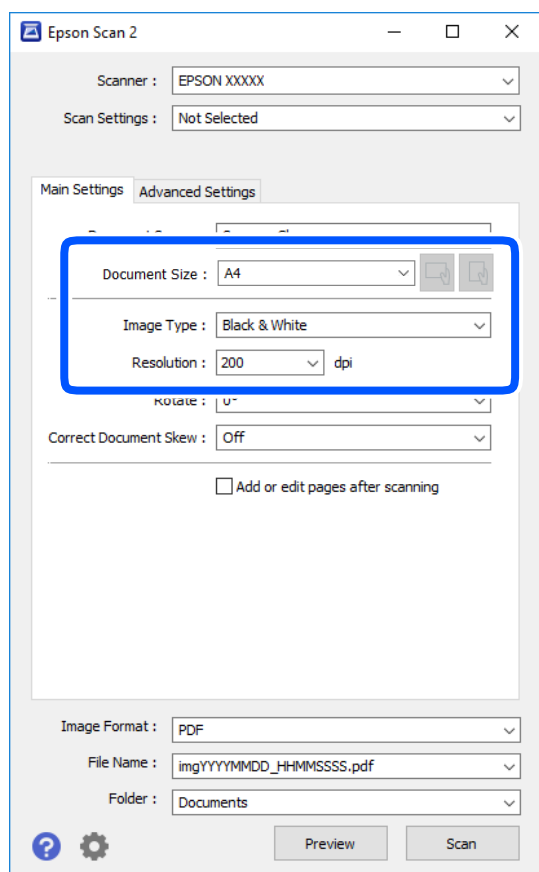 Epson Scan 2
Scanner : EPSON XXXXX
Scan Settings : Not Selected
Main Settings Advanced Settings
Document Size : A4
Image Type : Black & White
Resolution : 200 dpi
Rotate : 0°
Correct Document Skew : Off
Add or edit pages after scanning
Image Format : PDF
File Name : imgYYYYMMDD_HHMMSSSS.pdf
Folder : Documents
Preview Scan